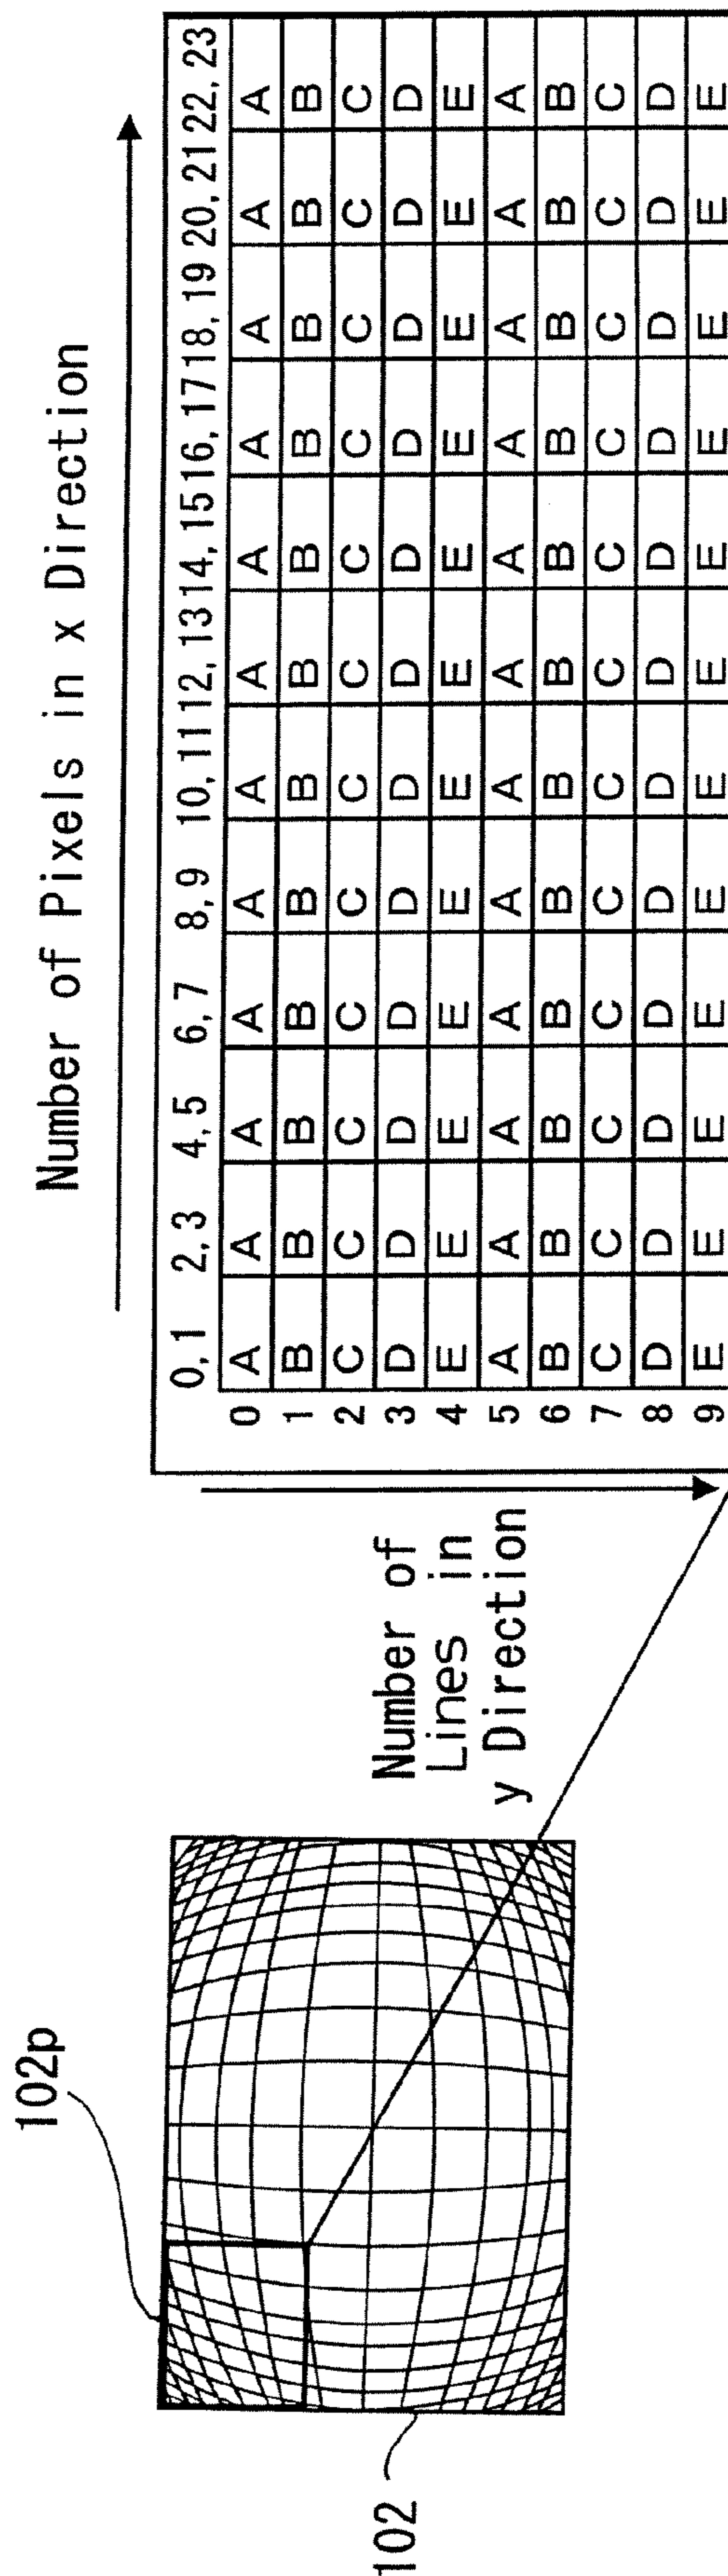 102p
102
Number of Pixels in x Direction
Number of
Lines in
y Direction
0, 1 2, 3 4, 5 6, 7 8, 9 10, 11 12, 13 14, 15 16, 17 18, 19 20, 21 22, 23
0 A A A A A A A A A A A A
1 B B B B B B B B B B B B
2 C C C C C C C C C C C C
3 D D D D D D D D D D D D
4 E E E E E E E E E E E E
5 A A A A A A A A A A A A
6 B B B B B B B B B B B B
7 C C C C C C C C C C C C
8 D D D D D D D D D D D D
9 E E E E E E E E E E E E